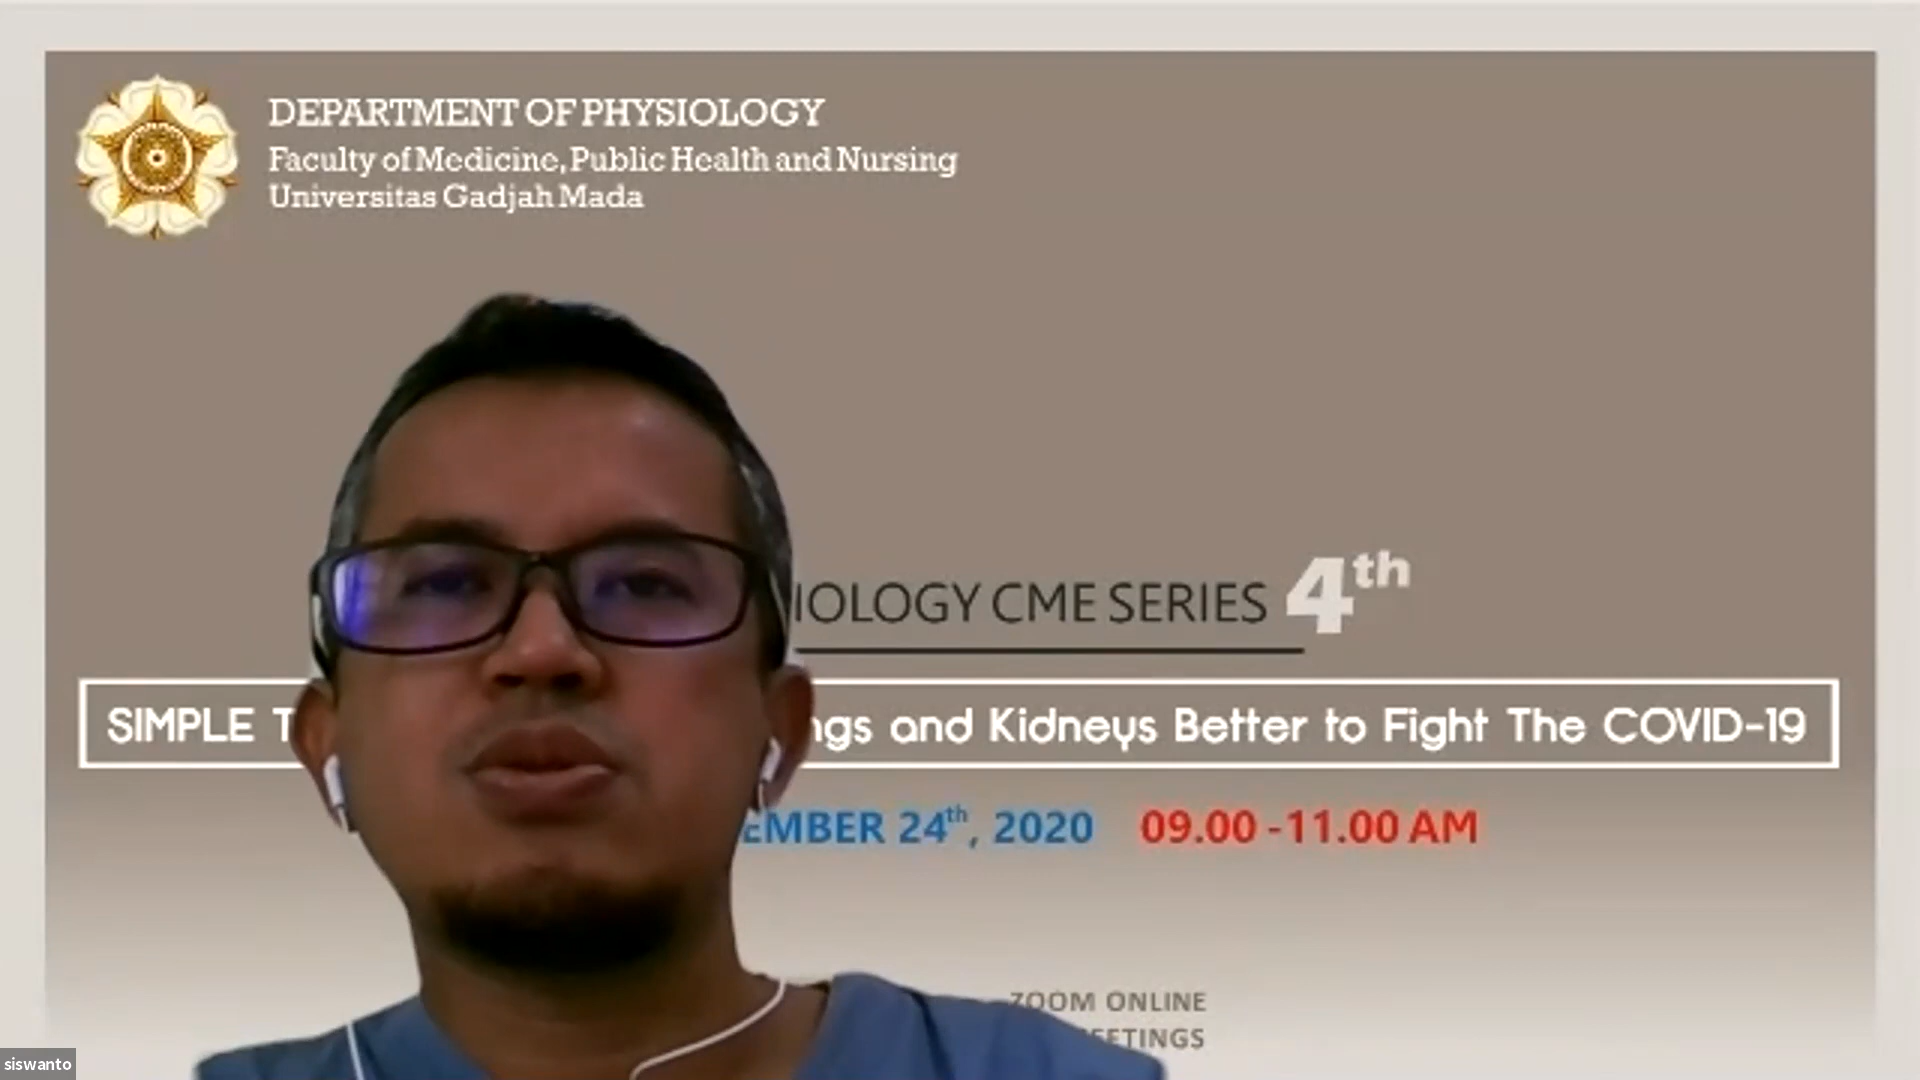 DEPARTMENT OF PHYSIOLOGY
Faculty of Medicine, Public Health and Nursing
Universitas Gadjah Mada
IOLOGY CME SERIES 4th
SIMPLE T ngs and Kidneys Better to Fight The COVID-19
EMBER 24th, 2020 09.00 - 11.00 AM
ZOOM ONLINE
EETINGS
siswanto